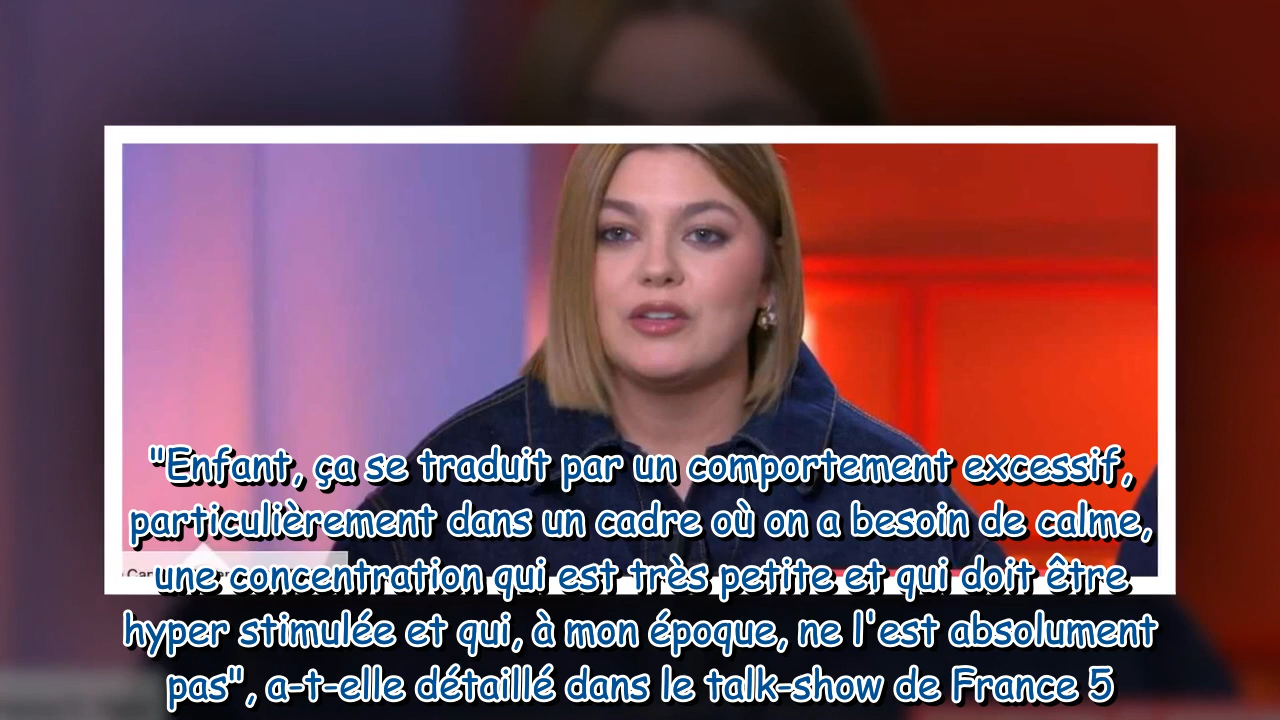 "Enfant, ça se traduit par un comportement excessif,
particulièrement dans un cadre où on a besoin de calme,
une concentration qui est très petite et qui doit être
hyper stimulée et qui, à mon époque, ne l'est absolument
pas", a-t-elle détaillé dans le talk-show de France 5